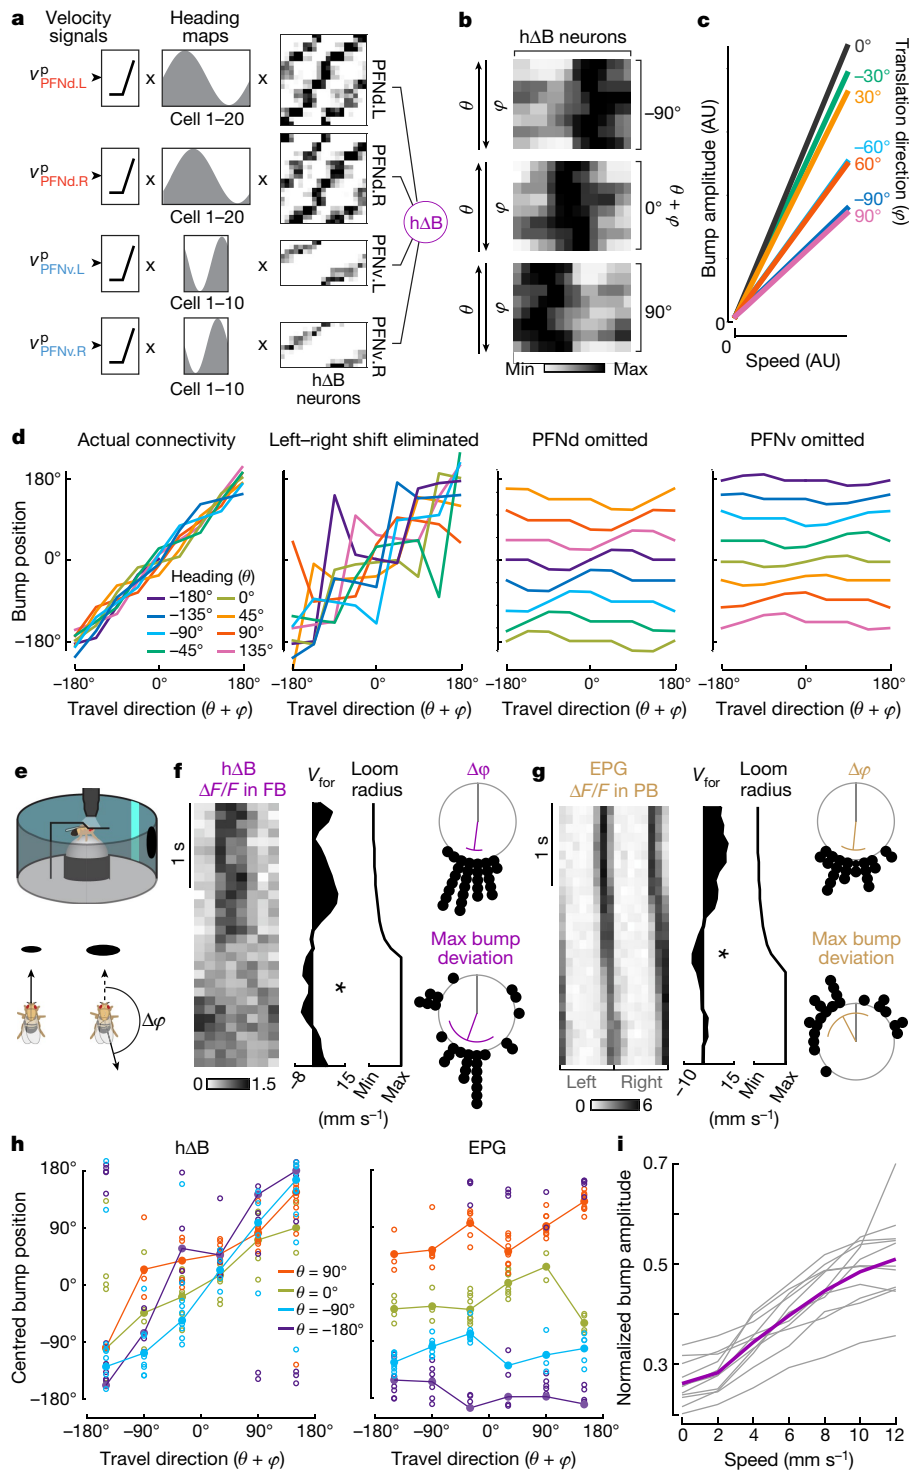 a
Velocity signals
Heading maps
v^p PFNd.L
x
x
PFNd.L
Cell 1–20
v^p PFNd.R
x
x
PFNd.R
Cell 1–20
v^p PFNv.L
x
x
PFNv.L
Cell 1–10
v^p PFNv.R
x
x
PFNv.R
Cell 1–10
hΔB neurons
hΔB
b
hΔB neurons
θ
φ
–90°
θ
φ
0°
θ + φ
θ
φ
90°
Min
Max
c
Bump amplitude (AU)
0
0
Speed (AU)
0°
–30°
30°
–60°
60°
–90°
90°
Translation direction (φ)
d
Actual connectivity
Left–right shift eliminated
PFNd omitted
PFNv omitted
Bump position
180°
0°
–180°
Heading (θ)
–180°
0°
–135°
45°
–90°
90°
–45°
135°
–180°
0°
180°
–180°
0°
180°
–180°
0°
180°
–180°
0°
180°
Travel direction (θ + φ)
Travel direction (θ + φ)
Travel direction (θ + φ)
Travel direction (θ + φ)
e
Δφ
f
hΔB
ΔF/F in FB
V_for
Loom radius
1 s
*
0
1.5
–8
15
Min
Max
(mm s⁻¹)
Δφ
Max bump deviation
g
EPG
ΔF/F in PB
V_for
Loom radius
1 s
*
Left
Right
0
6
–10
15
Min
Max
(mm s⁻¹)
Δφ
Max bump deviation
h
hΔB
EPG
Centred bump position
180°
90°
0°
–90°
–180°
θ = 90°
θ = 0°
θ = –90°
θ = –180°
–180°
–90°
0°
90°
180°
–180°
–90°
0°
90°
180°
Travel direction (θ + φ)
Travel direction (θ + φ)
i
Normalized bump amplitude
0.7
0.5
0.3
0
2
4
6
8
10
12
Speed (mm s⁻¹)